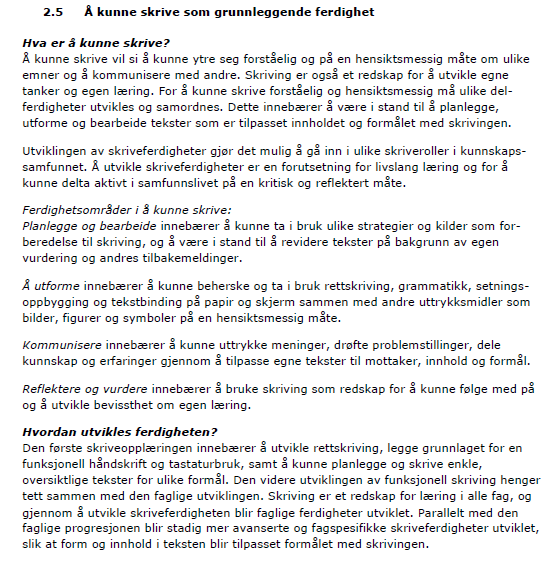 2.5 Å kunne skrive som grunnleggende ferdighet
Hva er å kunne skrive?
Å kunne skrive vil si å kunne ytre seg forståelig og på en hensiktsmessig måte om ulike
emner og å kommunisere med andre. Skriving er også et redskap for å utvikle egne
tanker og egen læring. For å kunne skrive forståelig og hensiktsmessig må ulike del-
ferdigheter utvikles og samordnes. Dette innebærer å være i stand til å planlegge,
utforme og bearbeide tekster som er tilpasset innholdet og formålet med skrivingen.
Utviklingen av skriveferdigheter gjør det mulig å gå inn i ulike skriveroller i kunnskaps-
samfunnet. Å utvikle skriveferdigheter er en forutsetning for livslang læring og for å
kunne delta aktivt i samfunnslivet på en kritisk og reflektert måte.
Ferdighetsområder i å kunne skrive:
Planlegge og bearbeide innebærer å kunne ta i bruk ulike strategier og kilder som for-
beredelse til skriving, og å være i stand til å revidere tekster på bakgrunn av egen
vurdering og andres tilbakemeldinger.
Å utforme innebærer å kunne beherske og ta i bruk rettskriving, grammatikk, setnings-
oppbygging og tekstbinding på papir og skjerm sammen med andre uttrykksmidler som
bilder, figurer og symboler på en hensiktsmessig måte.
Kommunisere innebærer å kunne uttrykke meninger, drøfte problemstillinger, dele
kunnskap og erfaringer gjennom å tilpasse egne tekster til mottaker, innhold og formål.
Reflektere og vurdere innebærer å bruke skriving som redskap for å kunne følge med på
og å utvikle bevissthet om egen læring.
Hvordan utvikles ferdigheten?
Den første skriveopplæringen innebærer å utvikle rettskriving, legge grunnlaget for en
funksjonell håndskrift og tastaturbruk, samt å kunne planlegge og skrive enkle,
oversiktlige tekster for ulike formål. Den videre utviklingen av funksjonell skriving henger
tett sammen med den faglige utviklingen. Skriving er et redskap for læring i alle fag, og
gjennom å utvikle skriveferdigheten blir faglige ferdigheter utviklet. Parallelt med den
faglige progresjonen blir stadig mer avanserte og fagspesifikke skriveferdigheter utviklet,
slik at form og innhold i teksten blir tilpasset formålet med skrivingen.